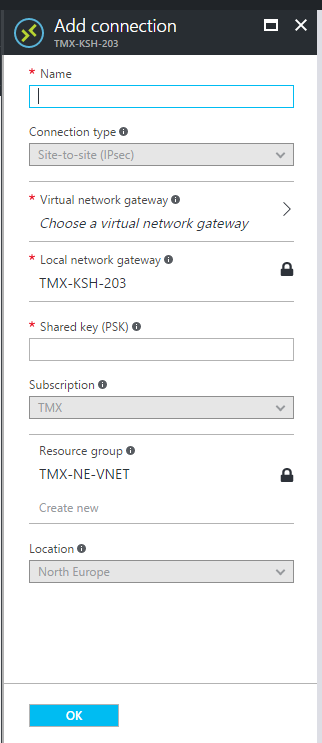 Add connection
TMX-KSH-203
* Name
Connection type
Site-to-site (IPsec)
* Virtual network gateway
Choose a virtual network gateway
* Local network gateway
TMX-KSH-203
* Shared key (PSK)
Subscription
TMX
Resource group
TMX-NE-VNET
Create new
Location
North Europe
OK